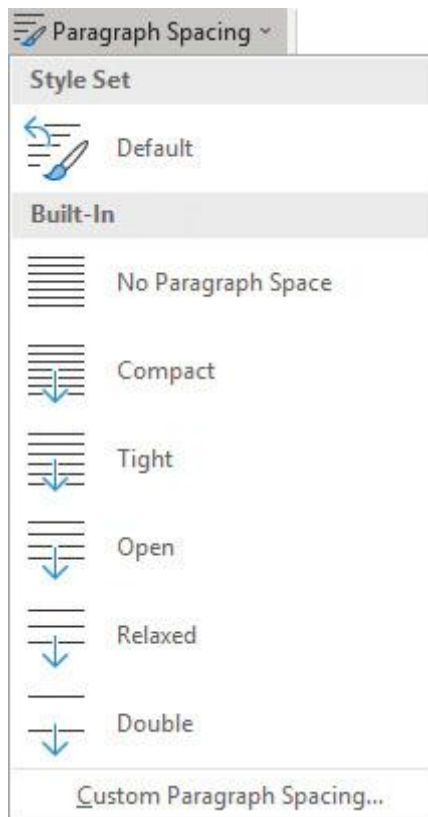 Paragraph Spacing
Style Set
Default
Built-In
No Paragraph Space
Compact
Tight
Open
Relaxed
Double
Custom Paragraph Spacing...